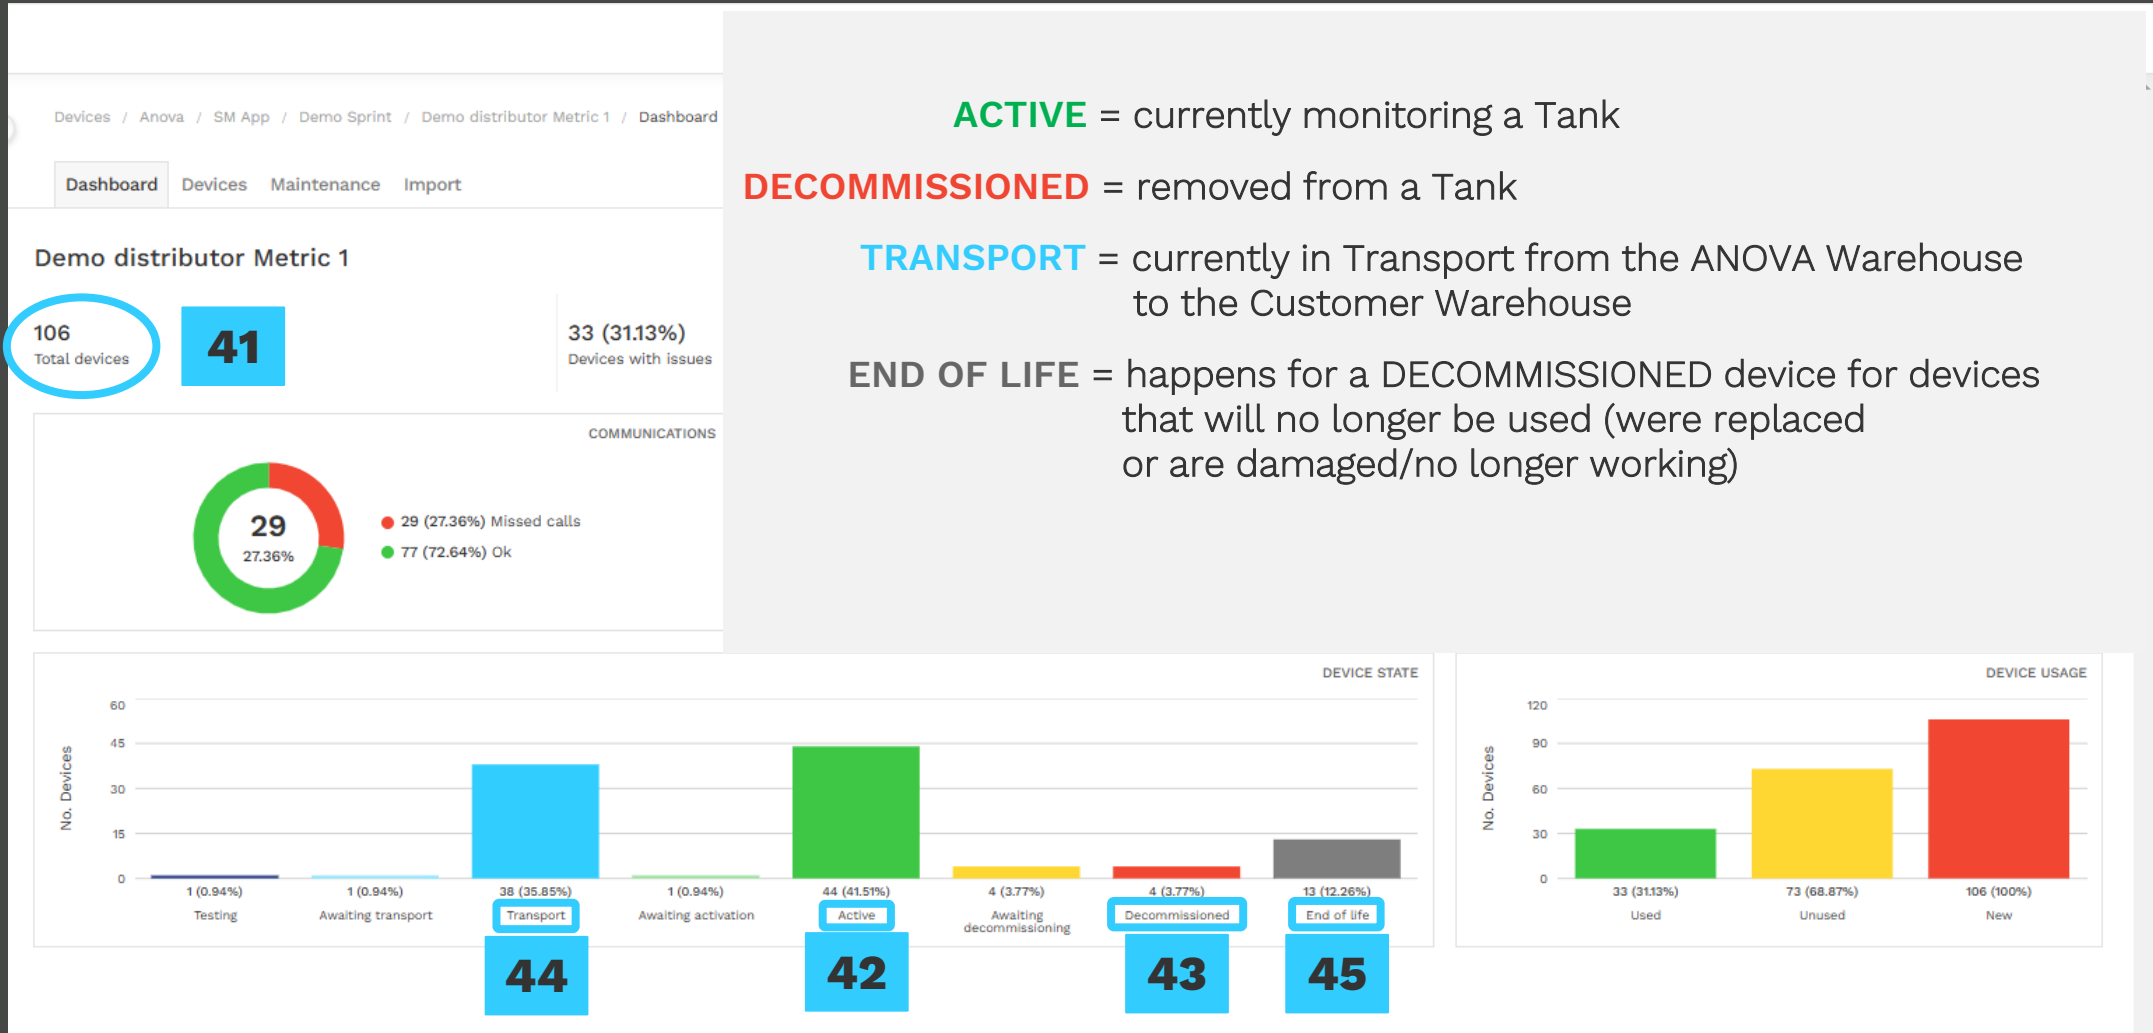 Devices / Anova / SM App / Demo Sprint / Demo distributor Metric 1 / Dashboard
Dashboard Devices Maintenance Import
Demo distributor Metric 1
106
Total devices
41
33 (31.13%)
Devices with issues
COMMUNICATIONS
29
27.36%
29 (27.36%) Missed calls
77 (72.64%) Ok
ACTIVE = currently monitoring a Tank
DECOMMISSIONED = removed from a Tank
TRANSPORT = currently in Transport from the ANOVA Warehouse
to the Customer Warehouse
END OF LIFE = happens for a DECOMMISSIONED device for devices
that will no longer be used (were replaced
or are damaged/no longer working)
DEVICE STATE
No. Devices
60
45
30
15
0
1 (0.94%) 1 (0.94%) 38 (35.85%) 1 (0.94%) 44 (41.51%) 4 (3.77%) 4 (3.77%) 13 (12.26%)
Testing Awaiting transport Transport Awaiting activation Active Awaiting Decommissioned End of life
decommissioning
44 42 43 45
DEVICE USAGE
No. Devices
120
90
60
30
0
33 (31.13%) 73 (68.87%) 106 (100%)
Used Unused New